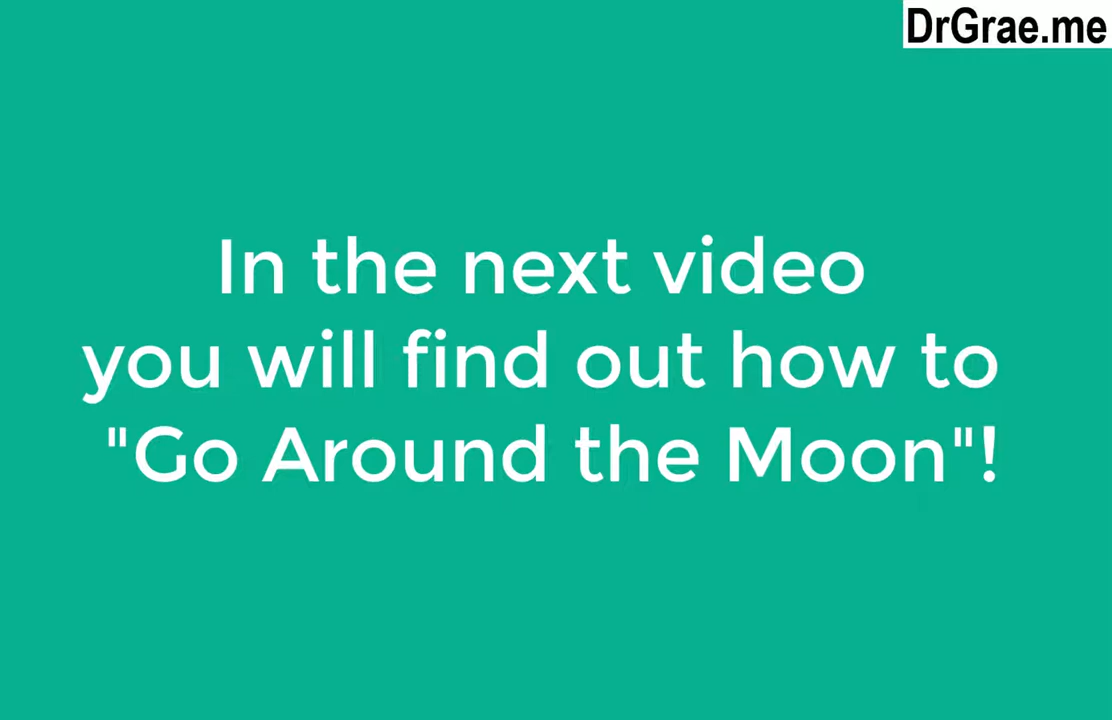 DrGrae.me
In the next video
you will find out how to
"Go Around the Moon"!